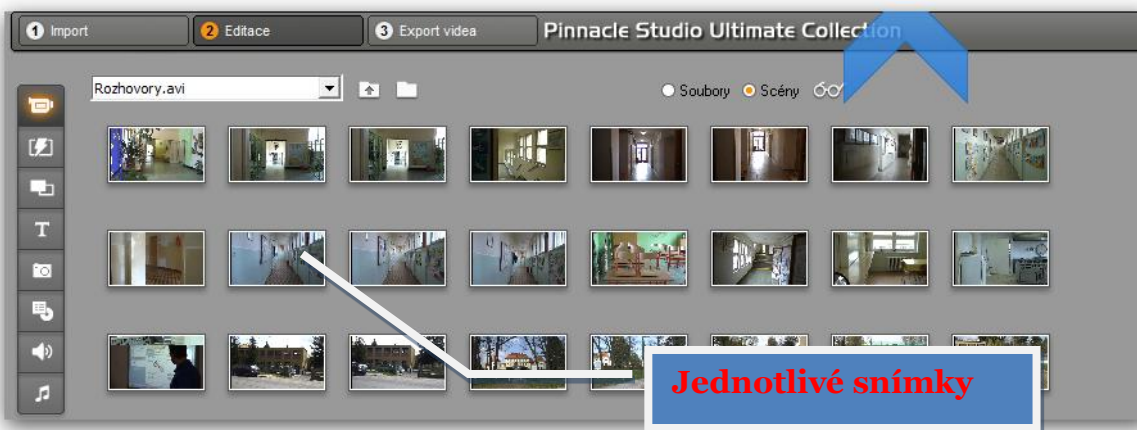 1 Import 2 Editace 3 Export videa Pinnacle Studio Ultimate Collection
Rozhovory.avi Soubory Scény
T
Jednotlivé snímky